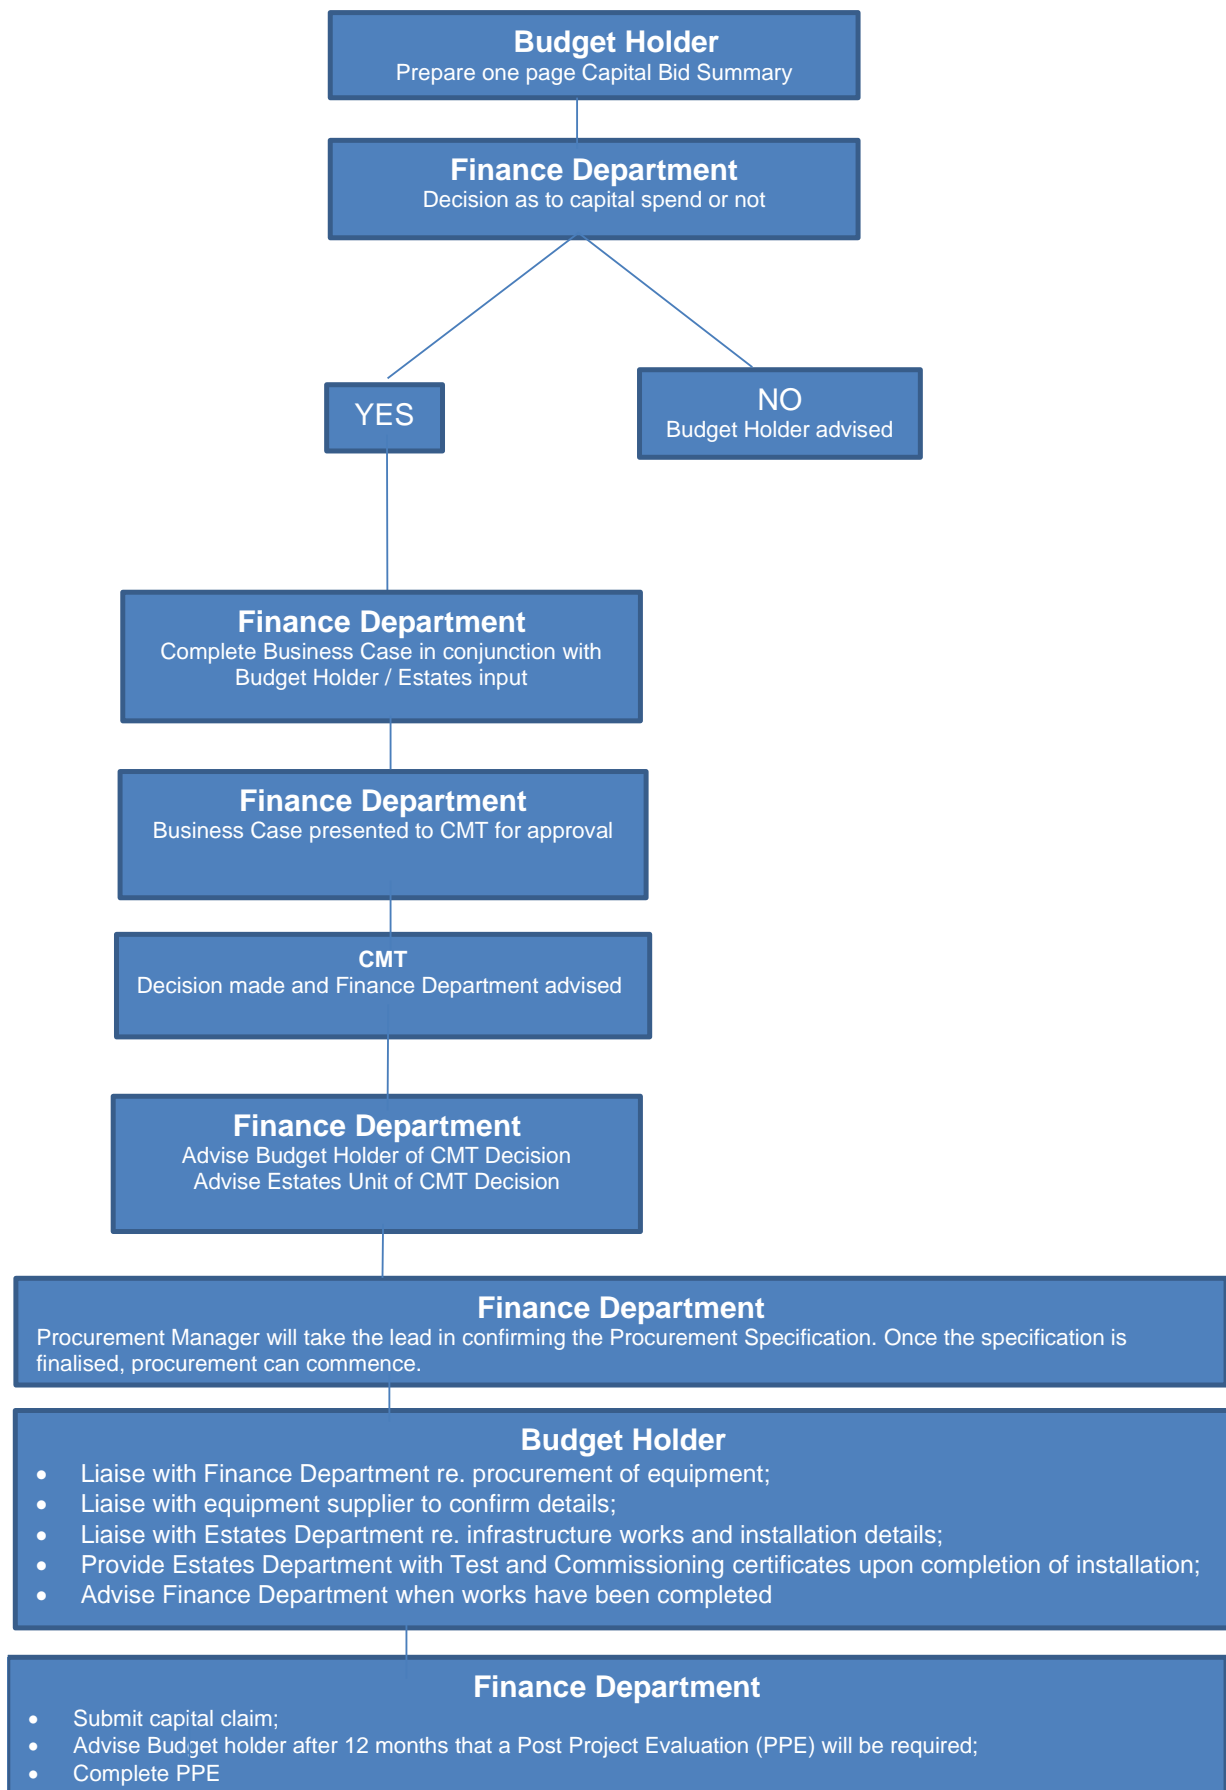 Budget Holder
Prepare one page Capital Bid Summary
Finance Department
Decision as to capital spend or not
YES
NO
Budget Holder advised
Finance Department
Complete Business Case in conjunction with
Budget Holder / Estates input
Finance Department
Business Case presented to CMT for approval
CMT
Decision made and Finance Department advised
Finance Department
Advise Budget Holder of CMT Decision
Advise Estates Unit of CMT Decision
Finance Department
Procurement Manager will take the lead in confirming the Procurement Specification. Once the specification is
finalised, procurement can commence.
Budget Holder
• Liaise with Finance Department re. procurement of equipment;
• Liaise with equipment supplier to confirm details;
• Liaise with Estates Department re. infrastructure works and installation details;
• Provide Estates Department with Test and Commissioning certificates upon completion of installation;
• Advise Finance Department when works have been completed
Finance Department
• Submit capital claim;
• Advise Budget holder after 12 months that a Post Project Evaluation (PPE) will be required;
• Complete PPE